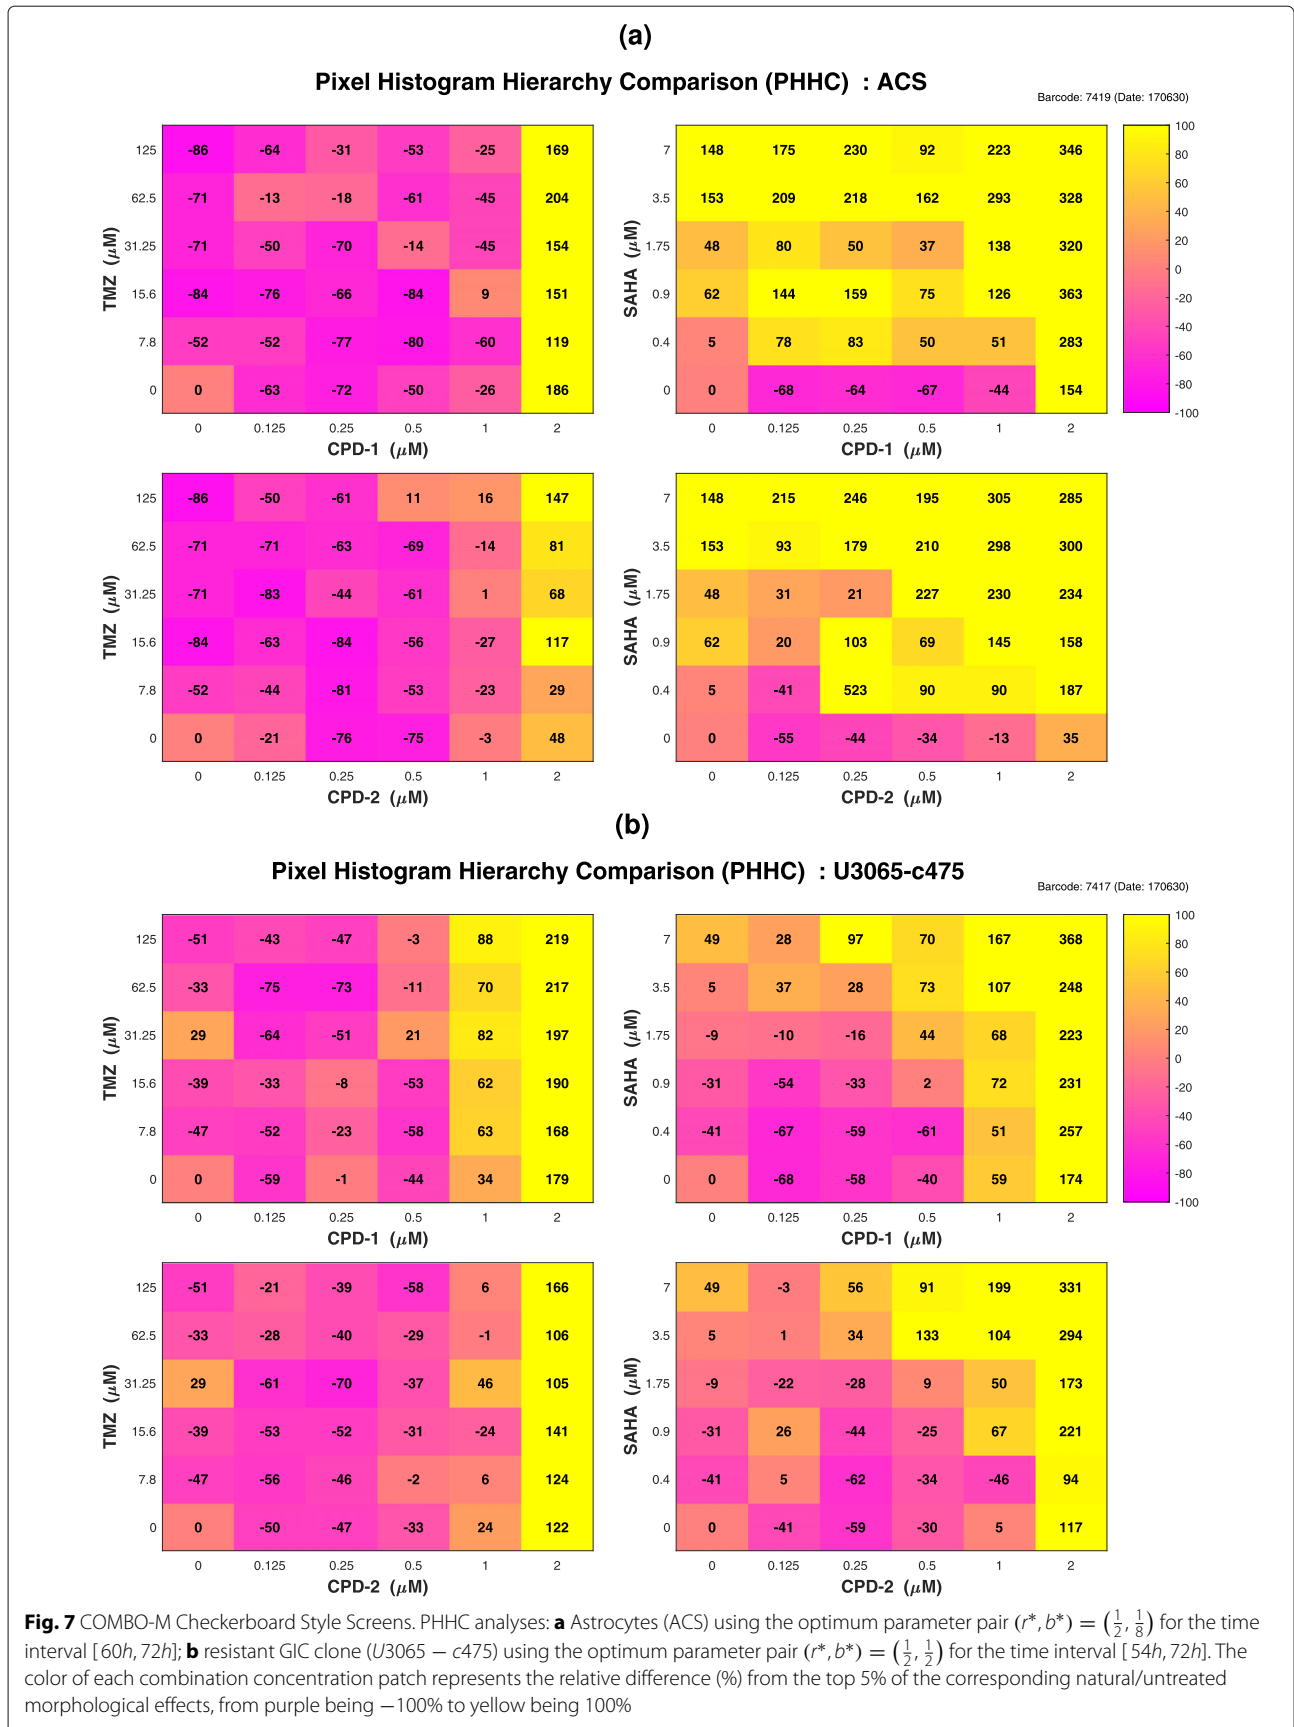 (a)
Pixel Histogram Hierarchy Comparison (PHHC) : ACS
Barcode: 7419 (Date: 170630)
TMZ (μM)
125 -86 -64 -31 -53 -25 169
62.5 -71 -13 -18 -61 -45 204
31.25 -71 -50 -70 -14 -45 154
15.6 -84 -76 -66 -84 9 151
7.8 -52 -52 -77 -80 -60 119
0 0 -63 -72 -50 -26 186
0 0.125 0.25 0.5 1 2
CPD-1 (μM)
SAHA (μM)
7 148 175 230 92 223 346
3.5 153 209 218 162 293 328
1.75 48 80 50 37 138 320
0.9 62 144 159 75 126 363
0.4 5 78 83 50 51 283
0 0 -68 -64 -67 -44 154
0 0.125 0.25 0.5 1 2
CPD-1 (μM)
100
80
60
40
20
0
-20
-40
-60
-80
-100
TMZ (μM)
125 -86 -50 -61 11 16 147
62.5 -71 -71 -63 -69 -14 81
31.25 -71 -83 -44 -61 1 68
15.6 -84 -63 -84 -56 -27 117
7.8 -52 -44 -81 -53 -23 29
0 0 -21 -76 -75 -3 48
0 0.125 0.25 0.5 1 2
CPD-2 (μM)
SAHA (μM)
7 148 215 246 195 305 285
3.5 153 93 179 210 298 300
1.75 48 31 21 227 230 234
0.9 62 20 103 69 145 158
0.4 5 -41 523 90 90 187
0 0 -55 -44 -34 -13 35
0 0.125 0.25 0.5 1 2
CPD-2 (μM)
(b)
Pixel Histogram Hierarchy Comparison (PHHC) : U3065-c475
Barcode: 7417 (Date: 170630)
TMZ (μM)
125 -51 -43 -47 -3 88 219
62.5 -33 -75 -73 -11 70 217
31.25 29 -64 -51 21 82 197
15.6 -39 -33 -8 -53 62 190
7.8 -47 -52 -23 -58 63 168
0 0 -59 -1 -44 34 179
0 0.125 0.25 0.5 1 2
CPD-1 (μM)
SAHA (μM)
7 49 28 97 70 167 368
3.5 5 37 28 73 107 248
1.75 -9 -10 -16 44 68 223
0.9 -31 -54 -33 2 72 231
0.4 -41 -67 -59 -61 51 257
0 0 -68 -58 -40 59 174
0 0.125 0.25 0.5 1 2
CPD-1 (μM)
100
80
60
40
20
0
-20
-40
-60
-80
-100
TMZ (μM)
125 -51 -21 -39 -58 6 166
62.5 -33 -28 -40 -29 -1 106
31.25 29 -61 -70 -37 46 105
15.6 -39 -53 -52 -31 -24 141
7.8 -47 -56 -46 -2 6 124
0 0 -50 -47 -33 24 122
0 0.125 0.25 0.5 1 2
CPD-2 (μM)
SAHA (μM)
7 49 -3 56 91 199 331
3.5 5 1 34 133 104 294
1.75 -9 -22 -28 9 50 173
0.9 -31 26 -44 -25 67 221
0.4 -41 5 -62 -34 -46 94
0 0 -41 -59 -30 5 117
0 0.125 0.25 0.5 1 2
CPD-2 (μM)
Fig. 7 COMBO-M Checkerboard Style Screens. PHHC analyses: a Astrocytes (ACS) using the optimum parameter pair (r*, b*) = (1/2, 1/8) for the time
interval [60h, 72h]; b resistant GIC clone (U3065 − c475) using the optimum parameter pair (r*, b*) = (1/2, 1/2) for the time interval [54h, 72h]. The
color of each combination concentration patch represents the relative difference (%) from the top 5% of the corresponding natural/untreated
morphological effects, from purple being −100% to yellow being 100%